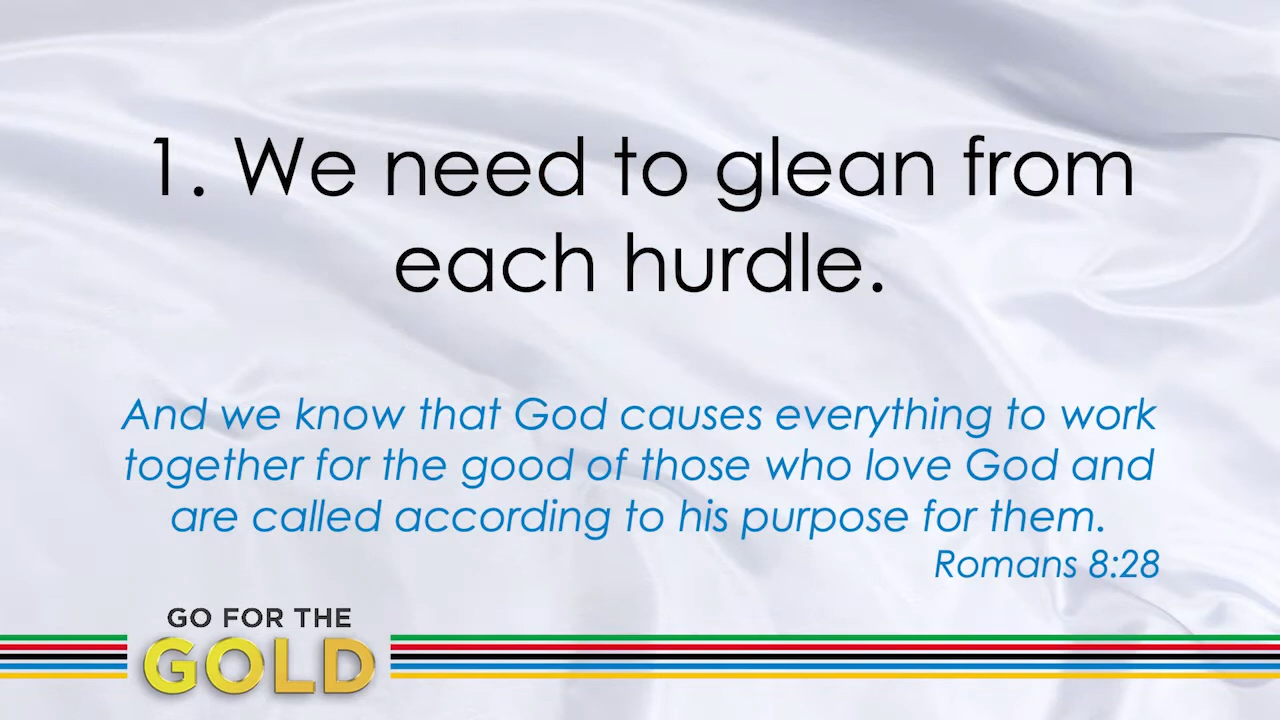 1. We need to glean from
each hurdle.
And we know that God causes everything to work
together for the good of those who love God and
are called according to his purpose for them.
Romans 8:28
GO FOR THE
GOLD